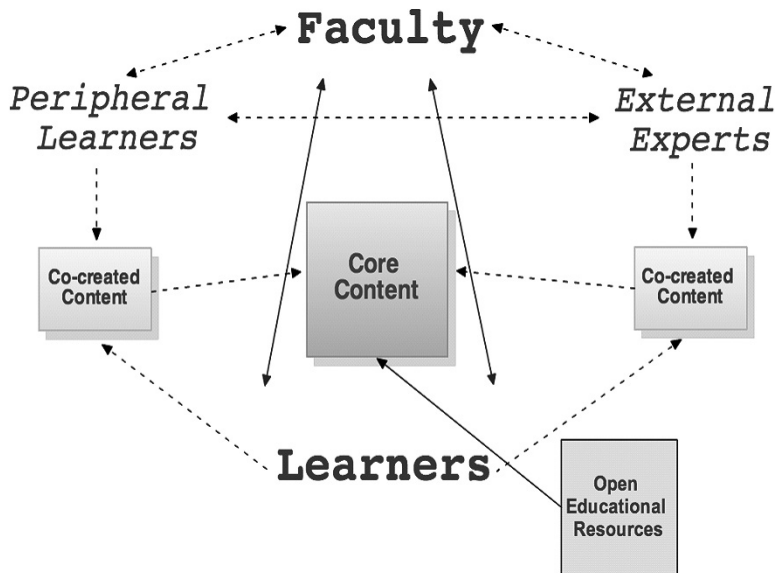 Faculty
Peripheral
Learners
External
Experts
Co-created
Content
Core
Content
Co-created
Content
Learners
Open
Educational
Resources